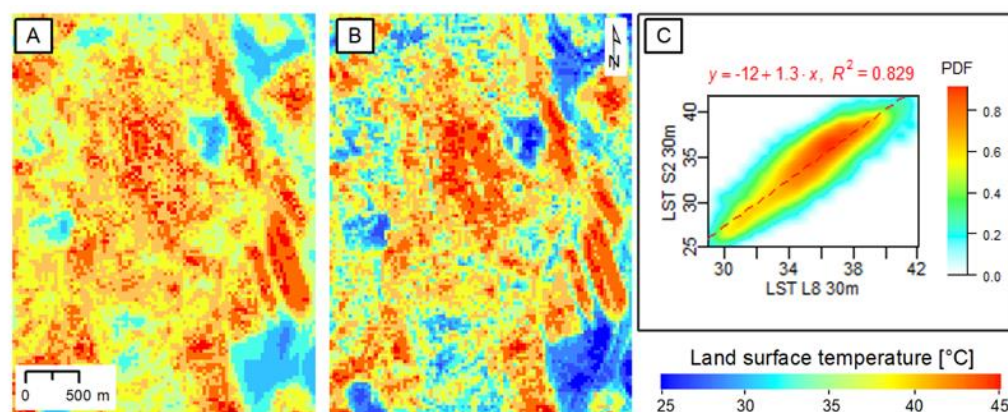 A
B
N
0 500 m
C
y = -12 + 1.3 · x, R² = 0.829
PDF
LST S2 30m
40
35
30
25
30 34 38 42
LST L8 30m
0.8
0.6
0.4
0.2
0.0
Land surface temperature [°C]
25 30 35 40 45